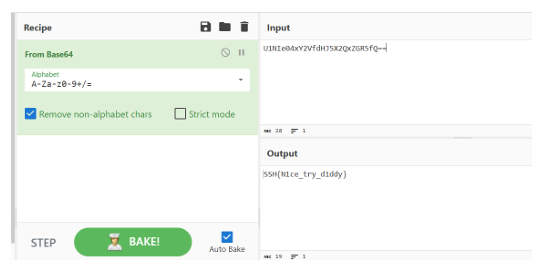 Recipe
From Base64
Alphabet
A-Za-z0-9+/=
Remove non-alphabet chars
Strict mode
STEP
BAKE!
Auto Bake
Input
U1NIe04xY2VfdHJ5X2QxZGR5fQ==
28 1
Output
SSH{N1ce_try_d1ddy}
19 1